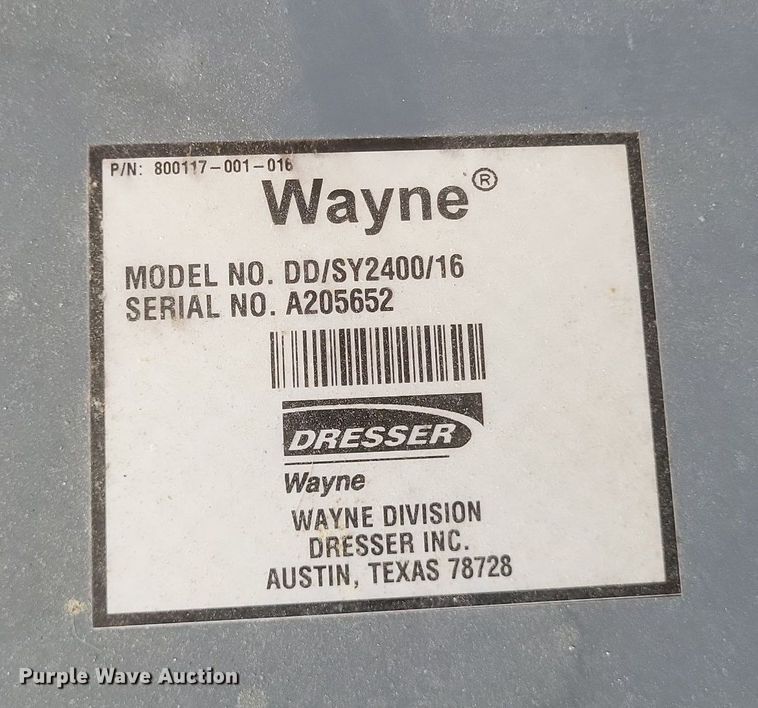 P/N: 800117-001-016
Wayne®
MODEL NO. DD/SY2400/16
SERIAL NO. A205652
DRESSER
Wayne
WAYNE DIVISION
DRESSER INC.
AUSTIN, TEXAS 78728
Purple Wave Auction